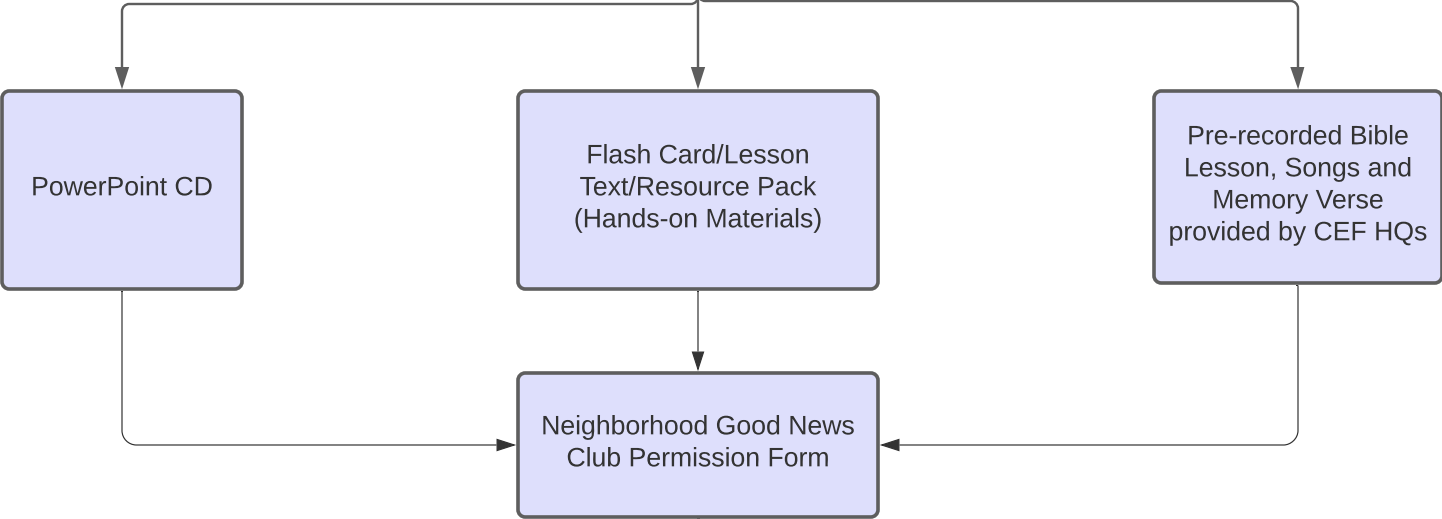 PowerPoint CD
Flash Card/Lesson
Text/Resource Pack
(Hands-on Materials)
Pre-recorded Bible
Lesson, Songs and
Memory Verse
provided by CEF HQs
Neighborhood Good News
Club Permission Form